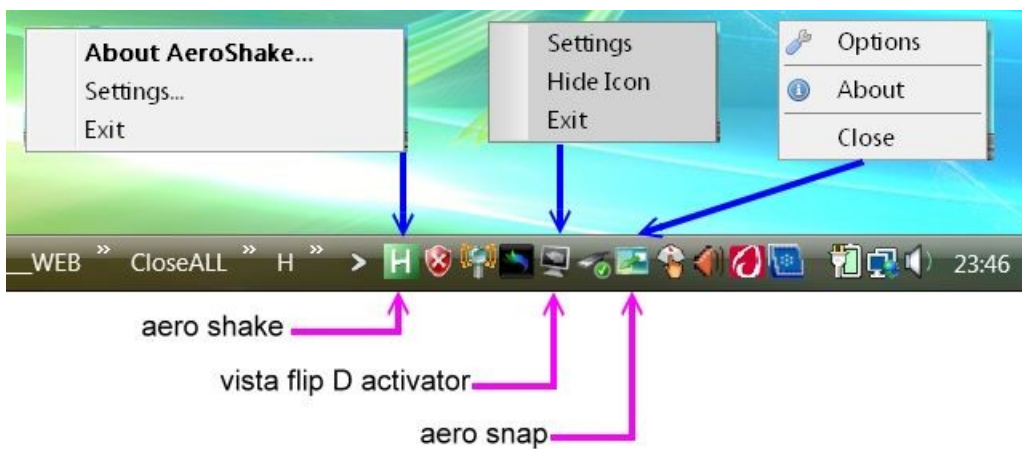 About AeroShake...
Settings...
Exit
Settings
Hide Icon
Exit
Options
About
Close
__WEB » CloseALL » H » > H 23:46
aero shake
vista flip D activator
aero snap